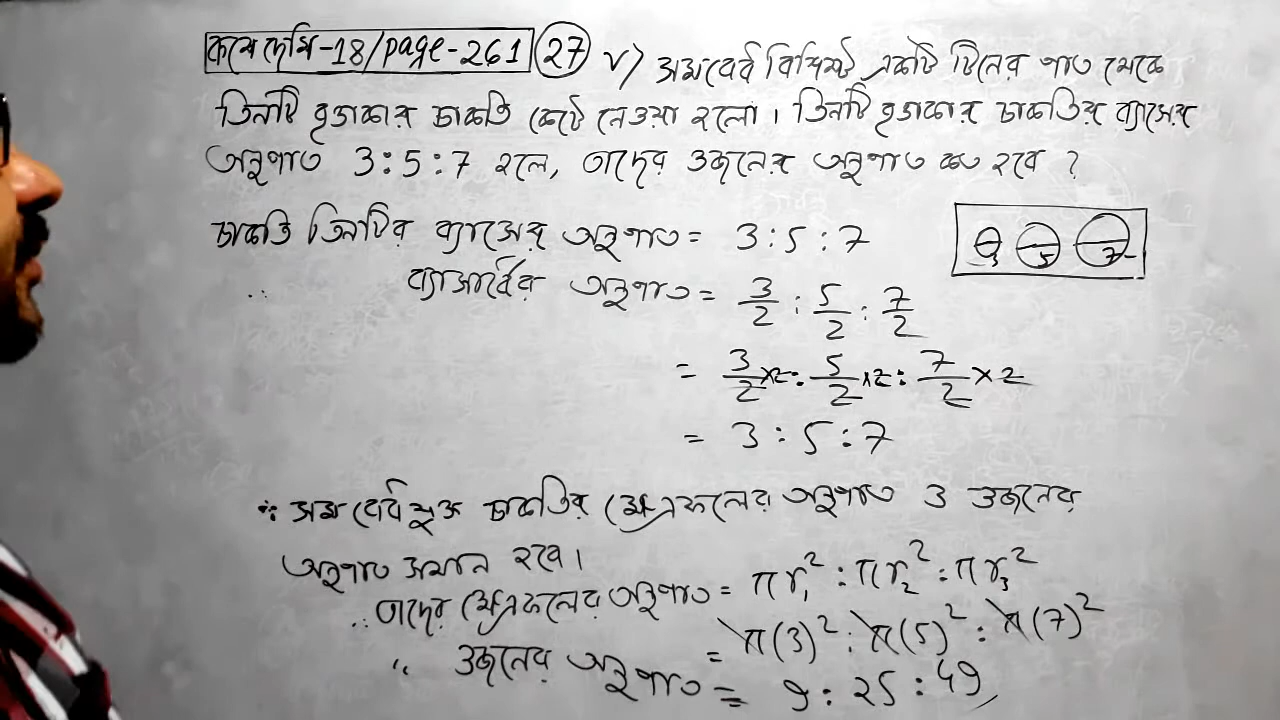 কষে দেখি-18/page-261 (27) v) সমবেধ বিশিষ্ট একটি টিনের পাত থেকে
তিনটি বৃত্তাকার চাকতি কেটে নেওয়া হলো। তিনটি বৃত্তাকার চাকতির ব্যাসের
অনুপাত 3:5:7 হলে, তাদের ওজনের অনুপাত কত হবে?
চাকতি তিনটির ব্যাসের অনুপাত = 3:5:7
3 5 7
∴ ব্যাসার্ধের অনুপাত = 3/2 : 5/2 : 7/2
= 3/2 ×2 : 5/2 ×2 : 7/2 ×2
= 3:5:7
∵ সমবেধযুক্ত চাকতির ক্ষেত্রফলের অনুপাত ও ওজনের
অনুপাত সমান হবে।
∴ তাদের ক্ষেত্রফলের অনুপাত = πr₁² : πr₂² : πr₃²
= π(3)² : π(5)² : π(7)²
∴ ওজনের অনুপাত = 9:25:49